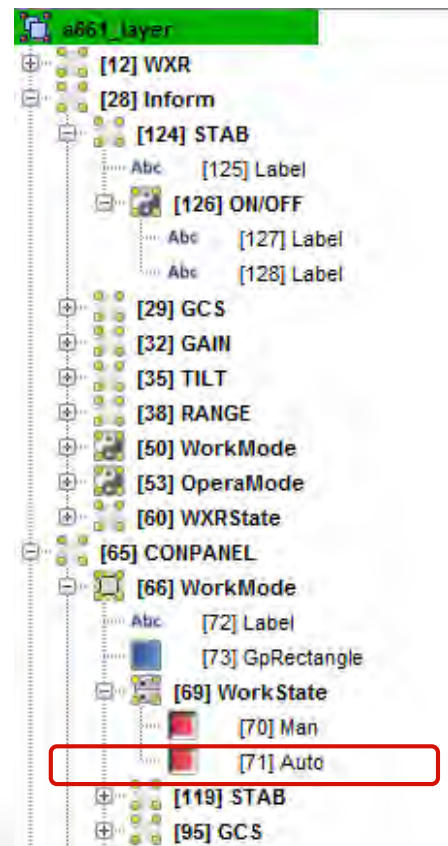 a661_layer
[12] WXR
[28] Inform
[124] STAB
Abc [125] Label
[126] ON/OFF
Abc [127] Label
Abc [128] Label
[29] GCS
[32] GAIN
[35] TILT
[38] RANGE
[50] WorkMode
[53] OperaMode
[60] WXRState
[65] CONPANEL
[66] WorkMode
Abc [72] Label
[73] GpRectangle
[69] WorkState
[70] Man
[71] Auto
[119] STAB
[95] GCS